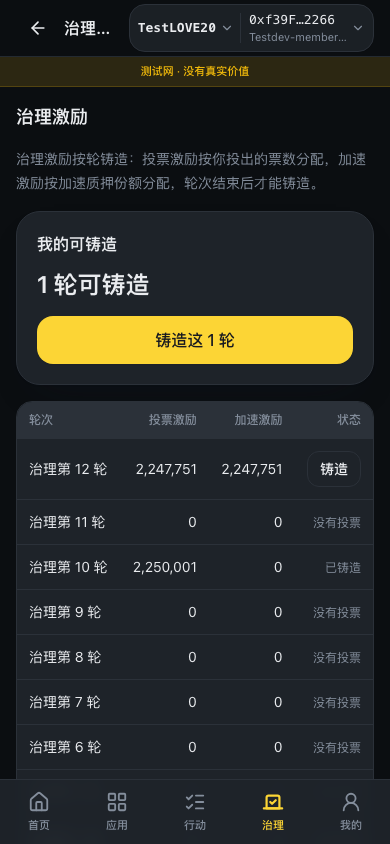 治理... TestLOVE20 0xf39F…2266
Testdev-member...
测试网 · 没有真实价值
治理激励
治理激励按轮铸造：投票激励按你投出的票数分配，加速
激励按加速质押份额分配，轮次结束后才能铸造。
我的可铸造
1 轮可铸造
铸造这 1 轮
轮次 投票激励 加速激励 状态
治理第 12 轮 2,247,751 2,247,751 铸造
治理第 11 轮 0 0 没有投票
治理第 10 轮 2,250,001 0 已铸造
治理第 9 轮 0 0 没有投票
治理第 8 轮 0 0 没有投票
治理第 7 轮 0 0 没有投票
治理第 6 轮 0 0 没有投票
首页 应用 行动 治理 我的